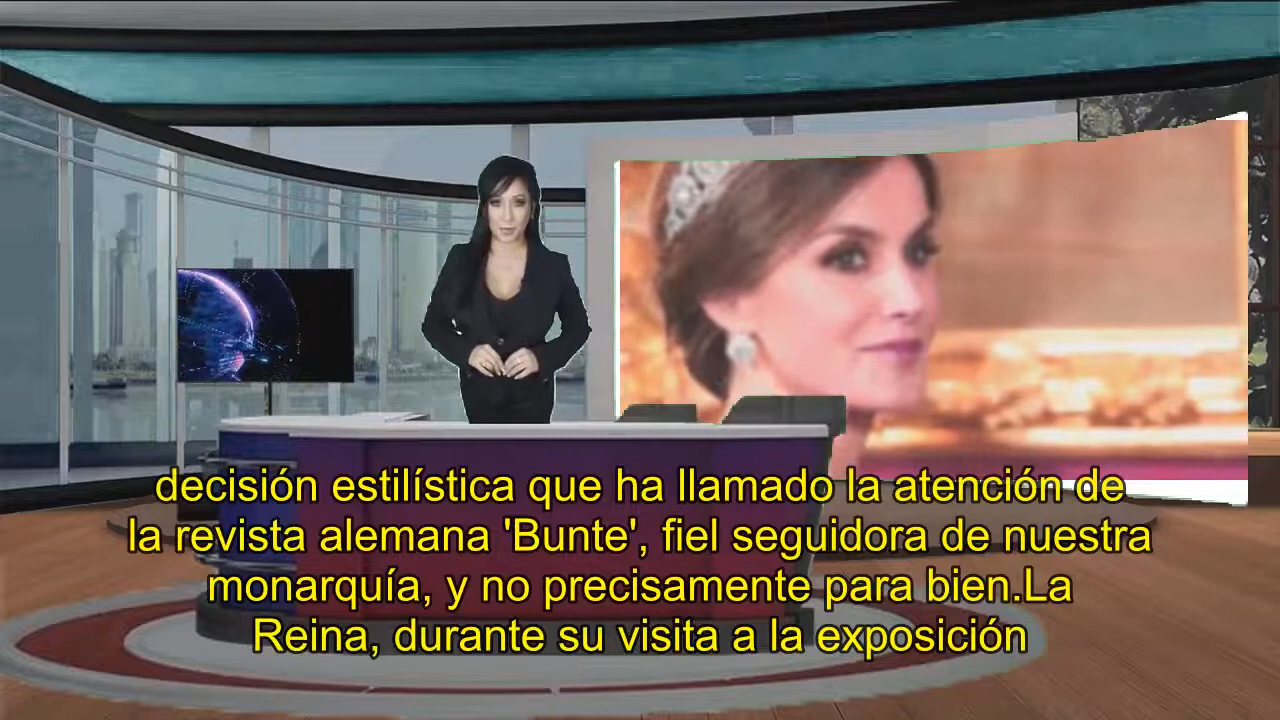 decisión estilística que ha llamado la atención de
la revista alemana 'Bunte', fiel seguidora de nuestra
monarquía, y no precisamente para bien.La
Reina, durante su visita a la exposición